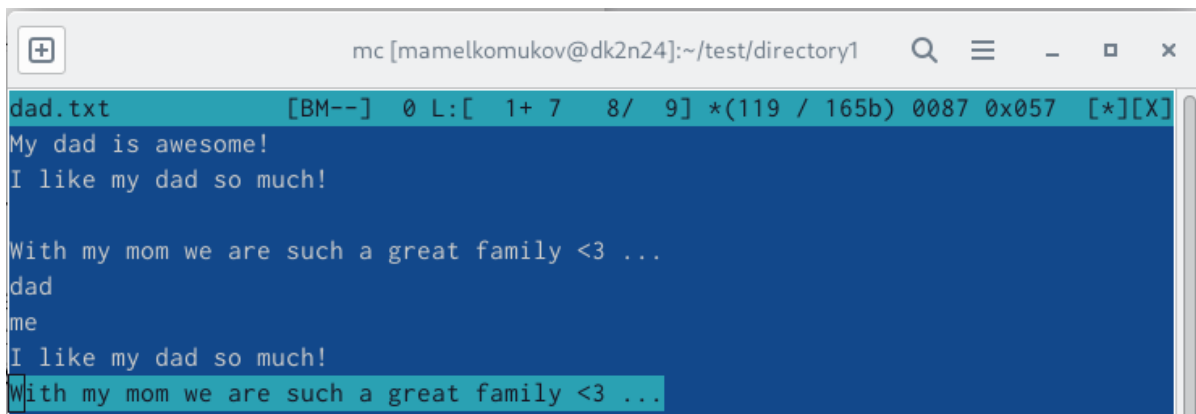 mc [mamelkomukov@dk2n24]:~/test/directory1
dad.txt [BM--] 0 L:[ 1+ 7 8/ 9] *(119 / 165b) 0087 0x057 [*][X]
My dad is awesome!
I like my dad so much!
With my mom we are such a great family <3 ...
dad
me
I like my dad so much!
With my mom we are such a great family <3 ...